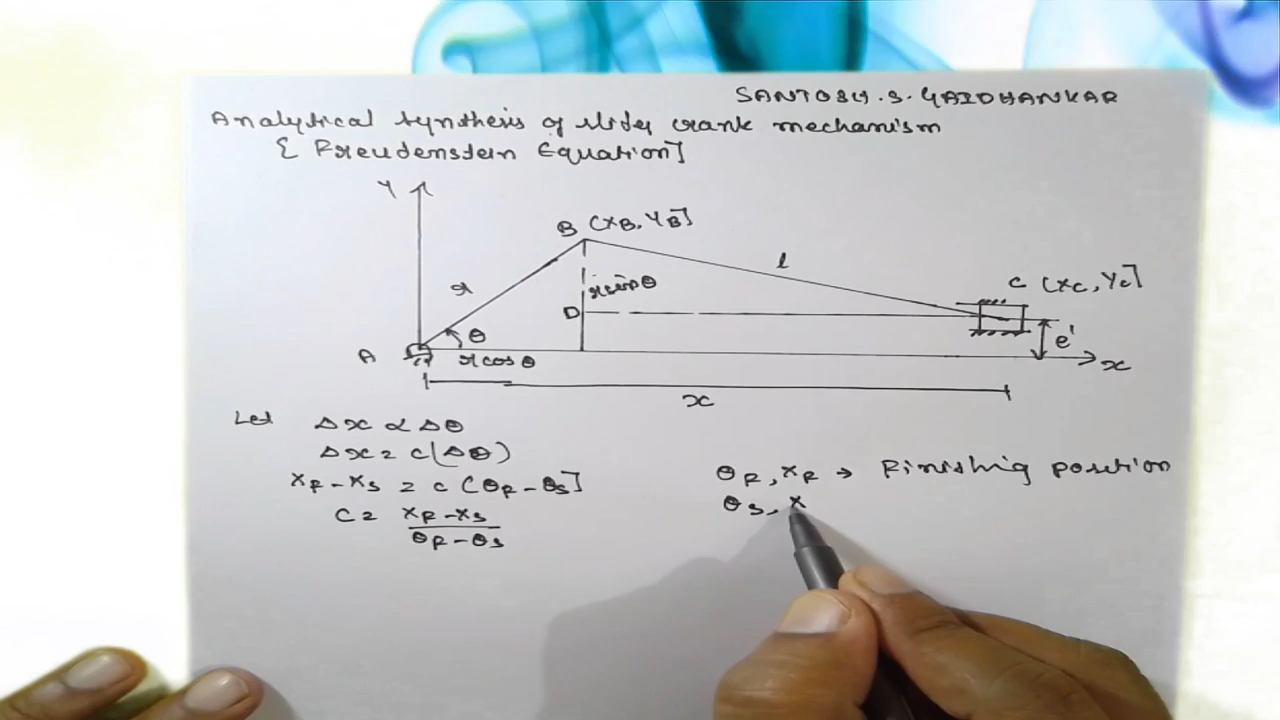 SANTOSH.S.GAIDHANKAR
Analytical synthesis of slider crank mechanism
[Freudenstein Equation]
Y
B (XB, YB]
l
r
r sinθ
C (XC, YC]
D
θ
e'
A
r cosθ
x
x
Let Δx ∝ Δθ
Δx = C(Δθ)
XF - XS = C (θF - θS]
C = XF - XS
θF - θS
θF, XF → Finishing position
θS, X